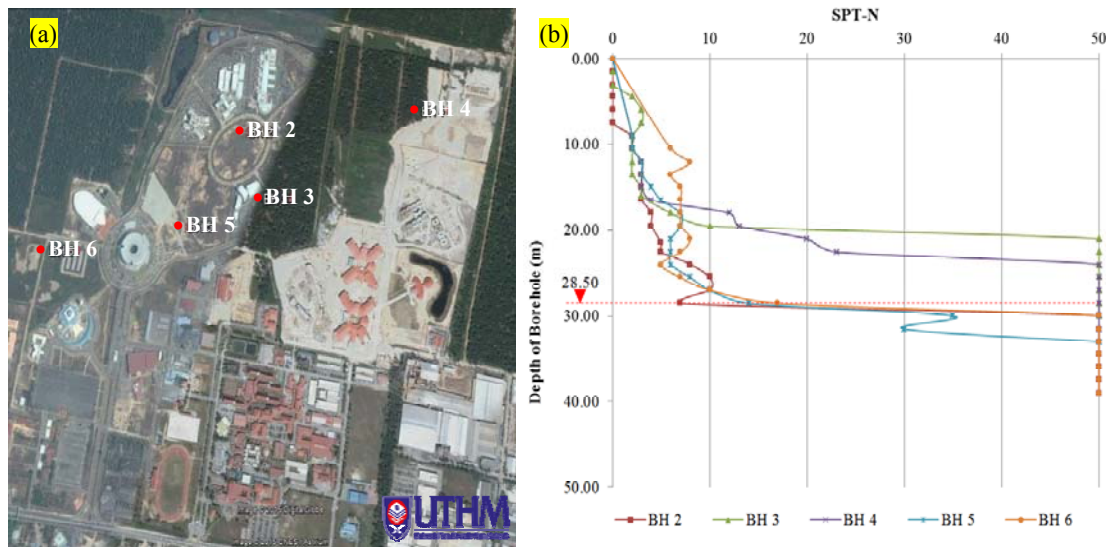 (a)
BH 2
BH 3
BH 4
BH 5
BH 6
UTHM
(b)
SPT-N
0
10
20
30
40
50
0.00
10.00
20.00
28.50
30.00
40.00
50.00
Depth of Borehole (m)
BH 2
BH 3
BH 4
BH 5
BH 6